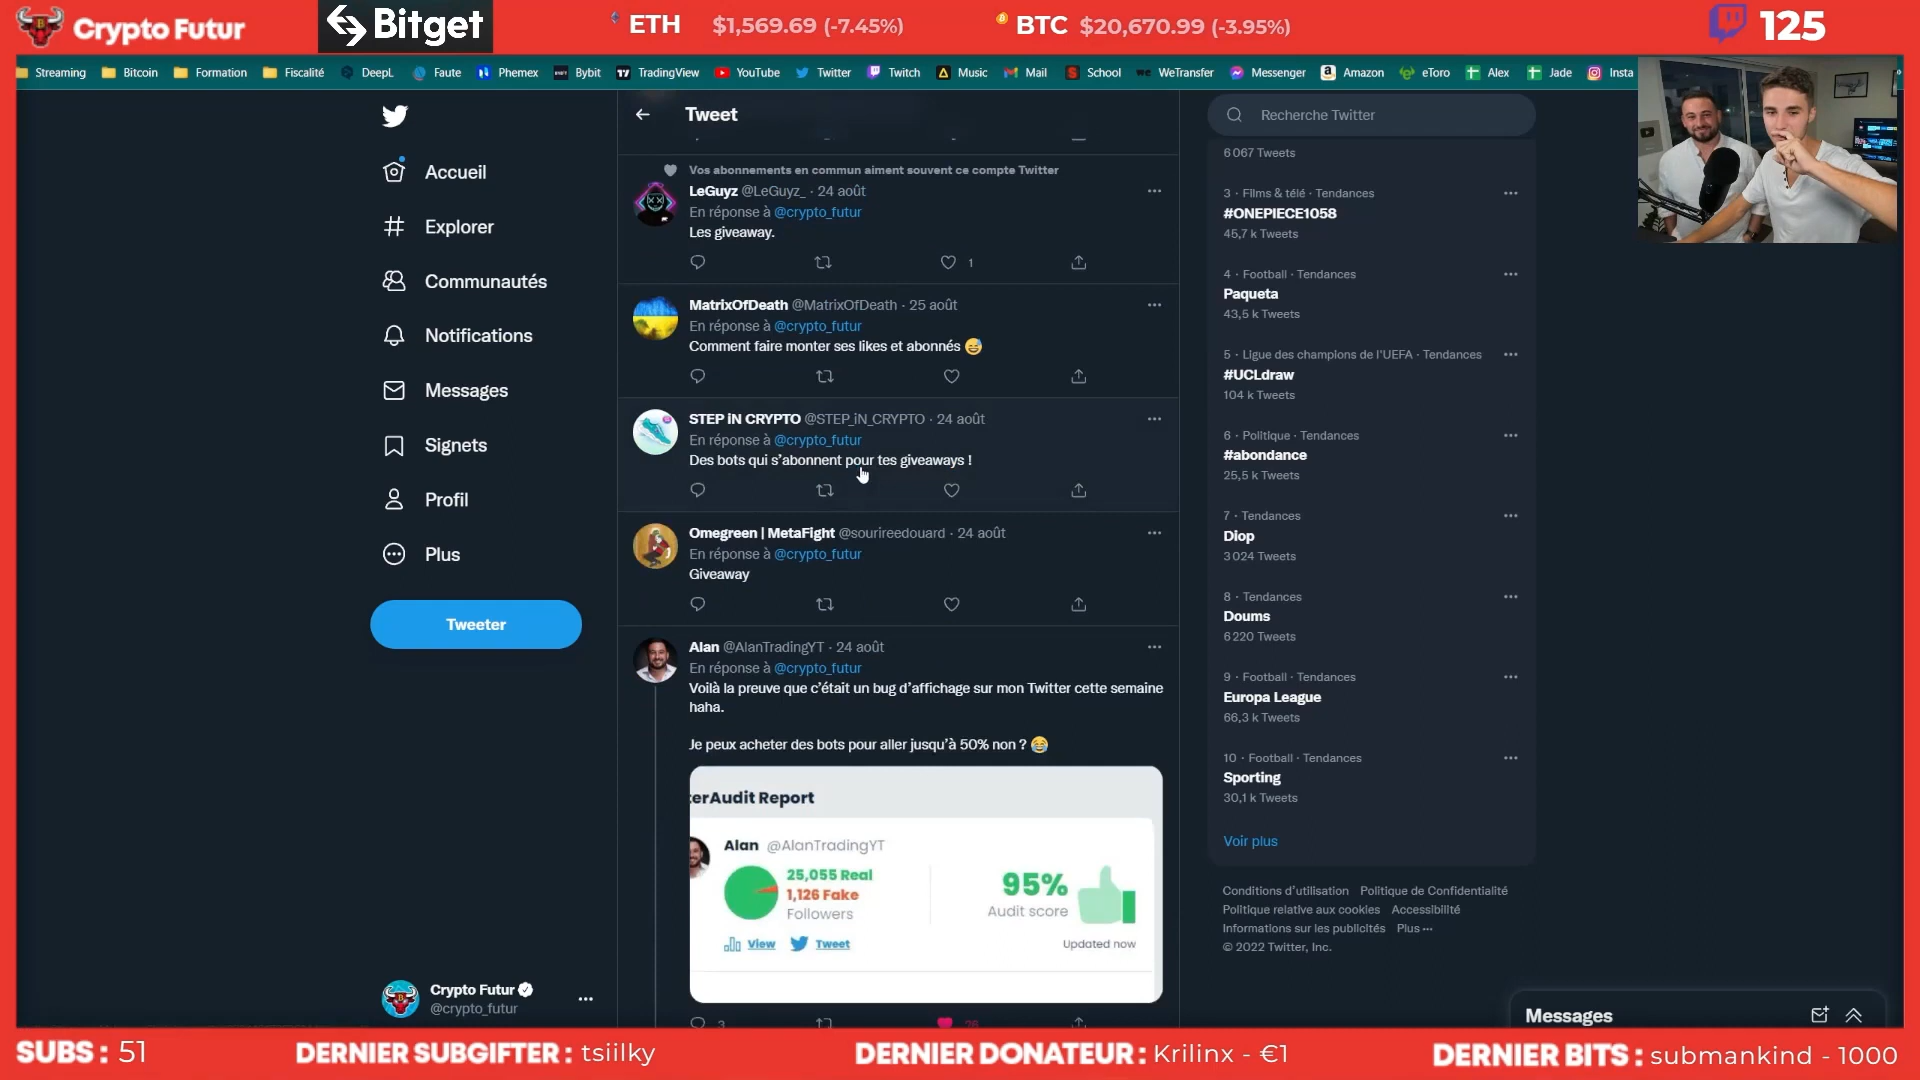 Crypto Futur
Bitget
ETH $1,569.69 (-7.45%)
BTC $20,670.99 (-3.95%)
125
Streaming Bitcoin Formation Fiscalité DeepL Faute Phemex Bybit TradingView YouTube Twitter Twitch Music Mail School WeTransfer Messenger Amazon eToro Alex Jade Insta
Accueil
Explorer
Communautés
Notifications
Messages
Signets
Profil
Plus
Tweeter
Crypto Futur
@crypto_futur
Tweet
Vos abonnements en commun aiment souvent ce compte Twitter
LeGuyz @LeGuyz_ · 24 août
En réponse à @crypto_futur
Les giveaway.
1
MatrixOfDeath @MatrixOfDeath · 25 août
En réponse à @crypto_futur
Comment faire monter ses likes et abonnés 😅
STEP iN CRYPTO @STEP_iN_CRYPTO · 24 août
En réponse à @crypto_futur
Des bots qui s’abonnent pour tes giveaways !
Omegreen | MetaFight @sourireedouard · 24 août
En réponse à @crypto_futur
Giveaway
Alan @AlanTradingYT · 24 août
En réponse à @crypto_futur
Voilà la preuve que c’était un bug d’affichage sur mon Twitter cette semaine
haha.
Je peux acheter des bots pour aller jusqu’à 50% non ? 😂
erAudit Report
Alan @AlanTradingYT
25,055 Real
1,126 Fake
Followers
View Tweet
95%
Audit score
Updated now
3
Recherche Twitter
6 067 Tweets
3 · Films & télé · Tendances
#ONEPIECE1058
45,7 k Tweets
4 · Football · Tendances
Paqueta
43,5 k Tweets
5 · Ligue des champions de l’UEFA · Tendances
#UCLdraw
104 k Tweets
6 · Politique · Tendances
#abondance
25,5 k Tweets
7 · Tendances
Diop
3 024 Tweets
8 · Tendances
Doums
6 220 Tweets
9 · Football · Tendances
Europa League
66,3 k Tweets
10 · Football · Tendances
Sporting
30,1 k Tweets
Voir plus
Conditions d’utilisation Politique de Confidentialité
Politique relative aux cookies Accessibilité
Informations sur les publicités Plus ···
© 2022 Twitter, Inc.
Messages
SUBS : 51
DERNIER SUBGIFTER : tsiilky
DERNIER DONATEUR : Krilinx - €1
DERNIER BITS : submankind - 1000